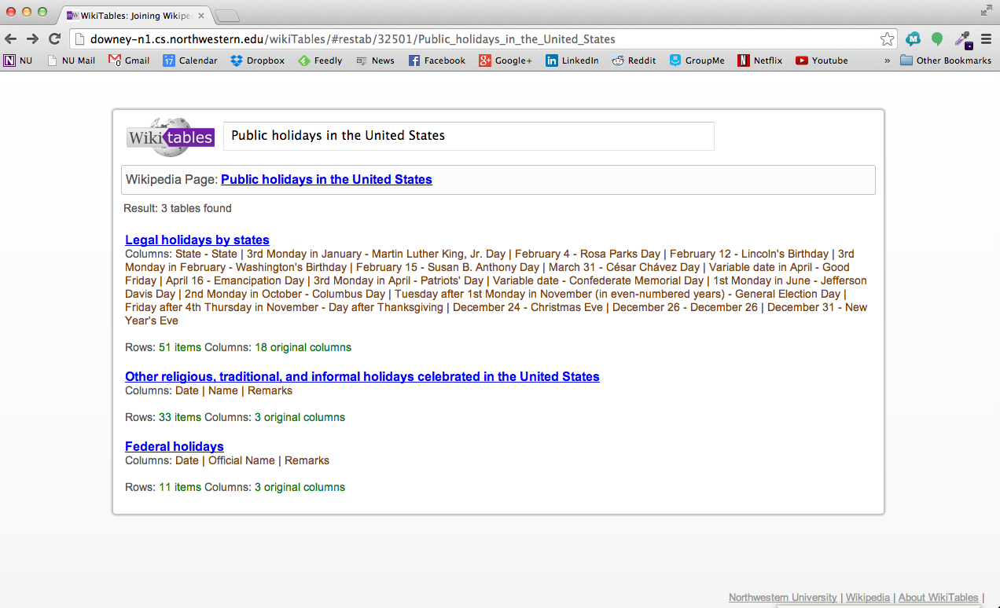 WikiTables: Joining Wikipe
downey-n1.cs.northwestern.edu/wikiTables/#restab/32501/Public_holidays_in_the_United_States
NU NU Mail Gmail 17 Calendar Dropbox Feedly News Facebook Google+ LinkedIn Reddit GroupMe Netflix Youtube » Other Bookmarks
Wikitables Public holidays in the United States
Wikipedia Page: Public holidays in the United States
Result: 3 tables found
Legal holidays by states
Columns: State - State | 3rd Monday in January - Martin Luther King, Jr. Day | February 4 - Rosa Parks Day | February 12 - Lincoln's Birthday | 3rd
Monday in February - Washington's Birthday | February 15 - Susan B. Anthony Day | March 31 - César Chávez Day | Variable date in April - Good
Friday | April 16 - Emancipation Day | 3rd Monday in April - Patriots' Day | Variable date - Confederate Memorial Day | 1st Monday in June - Jefferson
Davis Day | 2nd Monday in October - Columbus Day | Tuesday after 1st Monday in November (in even-numbered years) - General Election Day |
Friday after 4th Thursday in November - Day after Thanksgiving | December 24 - Christmas Eve | December 26 - December 26 | December 31 - New
Year's Eve
Rows: 51 items Columns: 18 original columns
Other religious, traditional, and informal holidays celebrated in the United States
Columns: Date | Name | Remarks
Rows: 33 items Columns: 3 original columns
Federal holidays
Columns: Date | Official Name | Remarks
Rows: 11 items Columns: 3 original columns
Northwestern University | Wikipedia | About WikiTables |